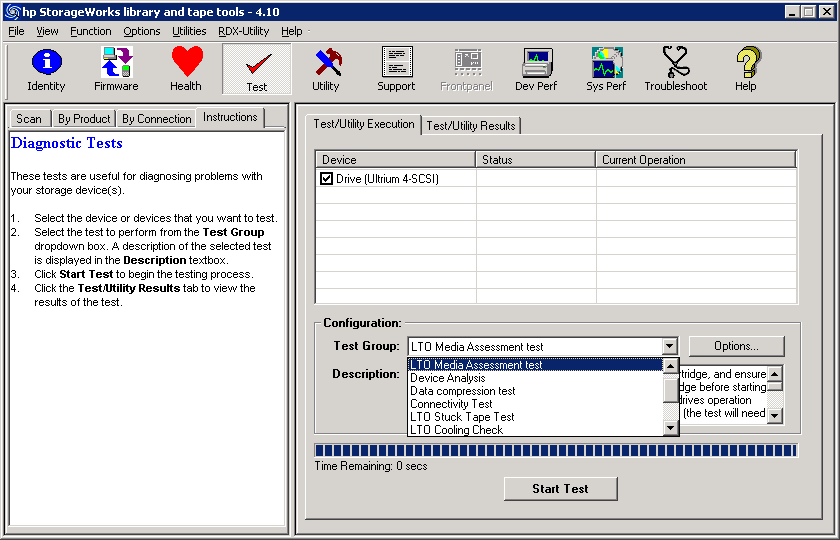 hp StorageWorks library and tape tools - 4.10
File View Function Options Utilities RDX-Utility Help
Identity Firmware Health Test Utility Support Frontpanel Dev Perf Sys Perf Troubleshoot Help
Scan By Product By Connection Instructions
Diagnostic Tests
These tests are useful for diagnosing problems with
your storage device(s).
1. Select the device or devices that you want to test.
2. Select the test to perform from the Test Group
dropdown box. A description of the selected test
is displayed in the Description textbox.
3. Click Start Test to begin the testing process.
4. Click the Test/Utility Results tab to view the
results of the test.
Test/Utility Execution Test/Utility Results
Device Status Current Operation
Drive (Ultrium 4-SCSI)
Configuration:
Test Group: LTO Media Assessment test Options...
Description:
LTO Media Assessment test
Device Analysis
Data compression test
Connectivity Test
LTO Stuck Tape Test
LTO Cooling Check
tridge, and ensure
dge before starting
drives operation
(the test will need
Time Remaining: 0 secs
Start Test